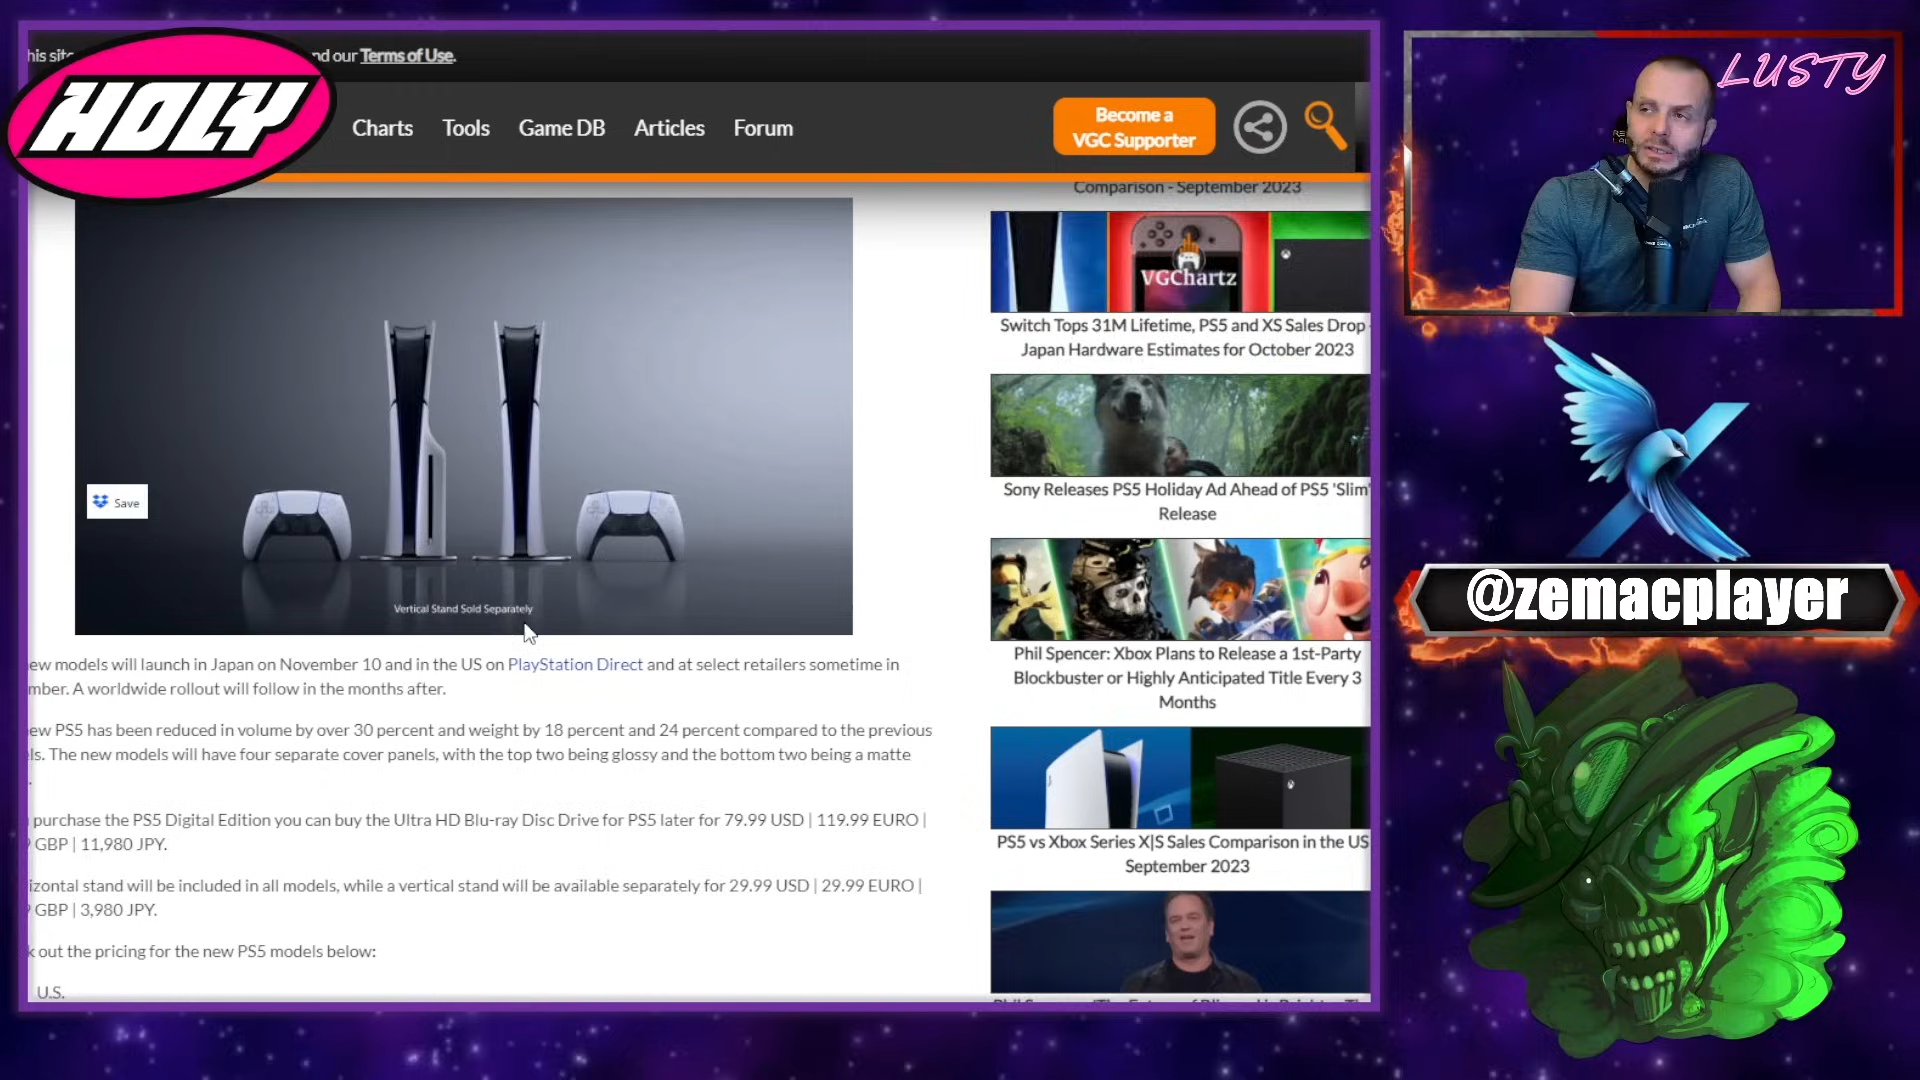 his site
nd our Terms of Use.
HOLY
Charts Tools Game DB Articles Forum
Become a
VGC Supporter
LUSTY
Comparison - September 2023
VGChartz
Switch Tops 31M Lifetime, PS5 and XS Sales Drop -
Japan Hardware Estimates for October 2023
Sony Releases PS5 Holiday Ad Ahead of PS5 'Slim'
Release
Phil Spencer: Xbox Plans to Release a 1st-Party
Blockbuster or Highly Anticipated Title Every 3
Months
PS5 vs Xbox Series X|S Sales Comparison in the US
September 2023
Save
Vertical Stand Sold Separately
ew models will launch in Japan on November 10 and in the US on PlayStation Direct and at select retailers sometime in
mber. A worldwide rollout will follow in the months after.
ew PS5 has been reduced in volume by over 30 percent and weight by 18 percent and 24 percent compared to the previous
ls. The new models will have four separate cover panels, with the top two being glossy and the bottom two being a matte
purchase the PS5 Digital Edition you can buy the Ultra HD Blu-ray Disc Drive for PS5 later for 79.99 USD | 119.99 EURO |
GBP | 11,980 JPY.
izontal stand will be included in all models, while a vertical stand will be available separately for 29.99 USD | 29.99 EURO |
GBP | 3,980 JPY.
k out the pricing for the new PS5 models below:
U.S.
@zemacplayer